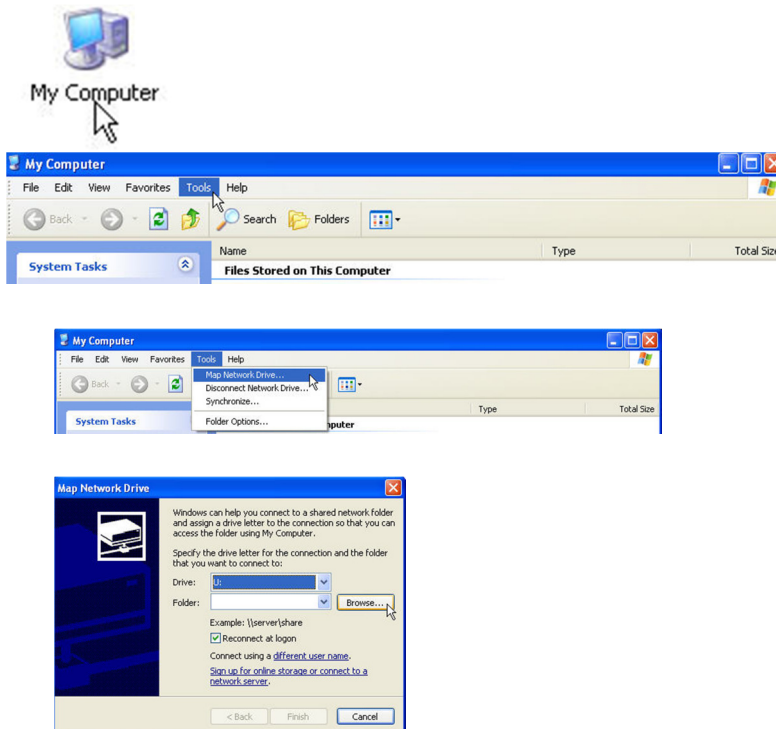 My Computer
My Computer
File Edit View Favorites Tools Help
Back Search Folders
Name Type Total Size
System Tasks
Files Stored on This Computer
My Computer
File Edit View Favorites Tools Help
Map Network Drive...
Back
Disconnect Network Drive...
Synchronize...
Type Total Size
System Tasks
Folder Options...
nputer
Map Network Drive
Windows can help you connect to a shared network folder
and assign a drive letter to the connection so that you can
access the folder using My Computer.
Specify the drive letter for the connection and the folder
that you want to connect to:
Drive: U:
Folder: Browse...
Example: \\server\share
Reconnect at logon
Connect using a different user name.
Sign up for online storage or connect to a
network server.
< Back Finish Cancel